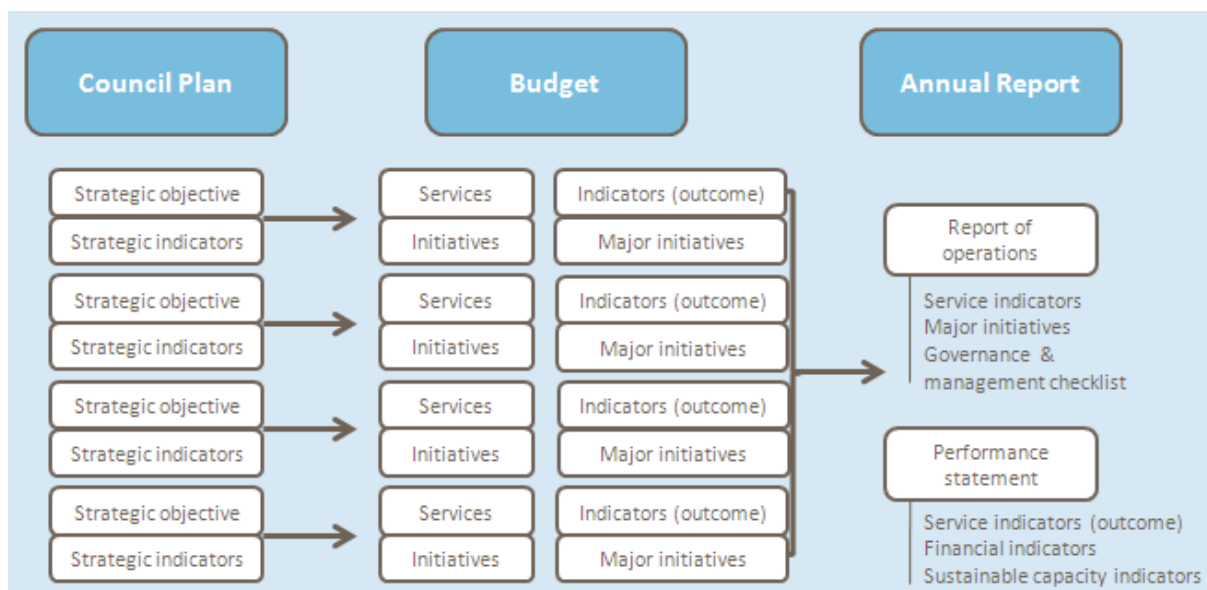 Council Plan
Budget
Annual Report
Strategic objective
Strategic indicators
Services
Initiatives
Indicators (outcome)
Major initiatives
Strategic objective
Strategic indicators
Services
Initiatives
Indicators (outcome)
Major initiatives
Strategic objective
Strategic indicators
Services
Initiatives
Indicators (outcome)
Major initiatives
Strategic objective
Strategic indicators
Services
Initiatives
Indicators (outcome)
Major initiatives
Report of
operations
Service indicators
Major initiatives
Governance &
management checklist
Performance
statement
Service indicators (outcome)
Financial indicators
Sustainable capacity indicators